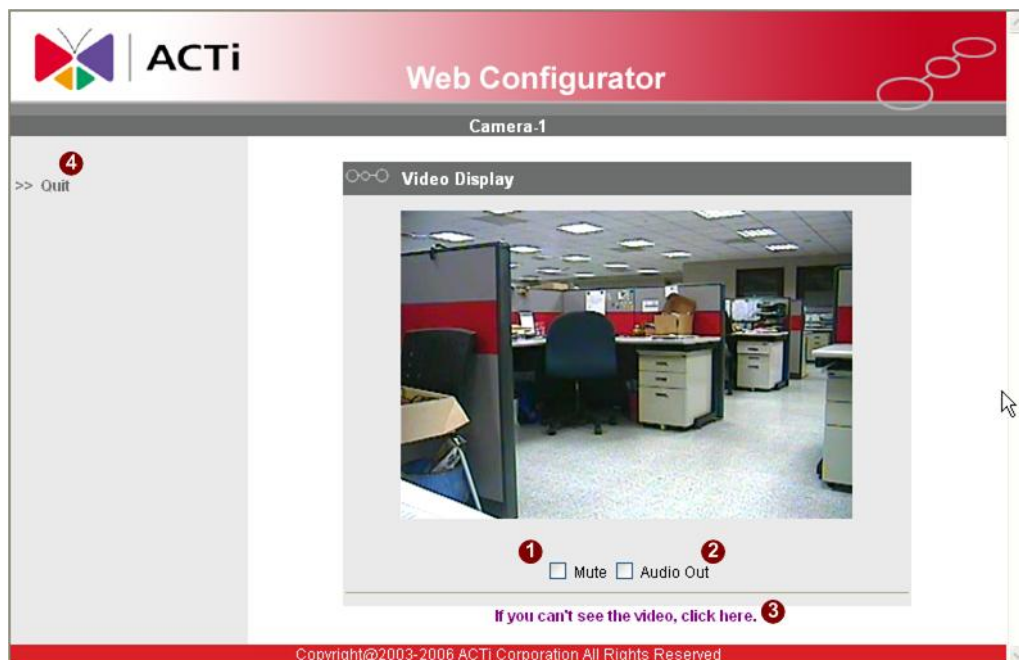 ACTi
Web Configurator
Camera-1
4
>> Quit
Video Display
1
2
Mute Audio Out
If you can't see the video, click here. 3
Copyright@2003-2006 ACTi Corporation All Rights Reserved